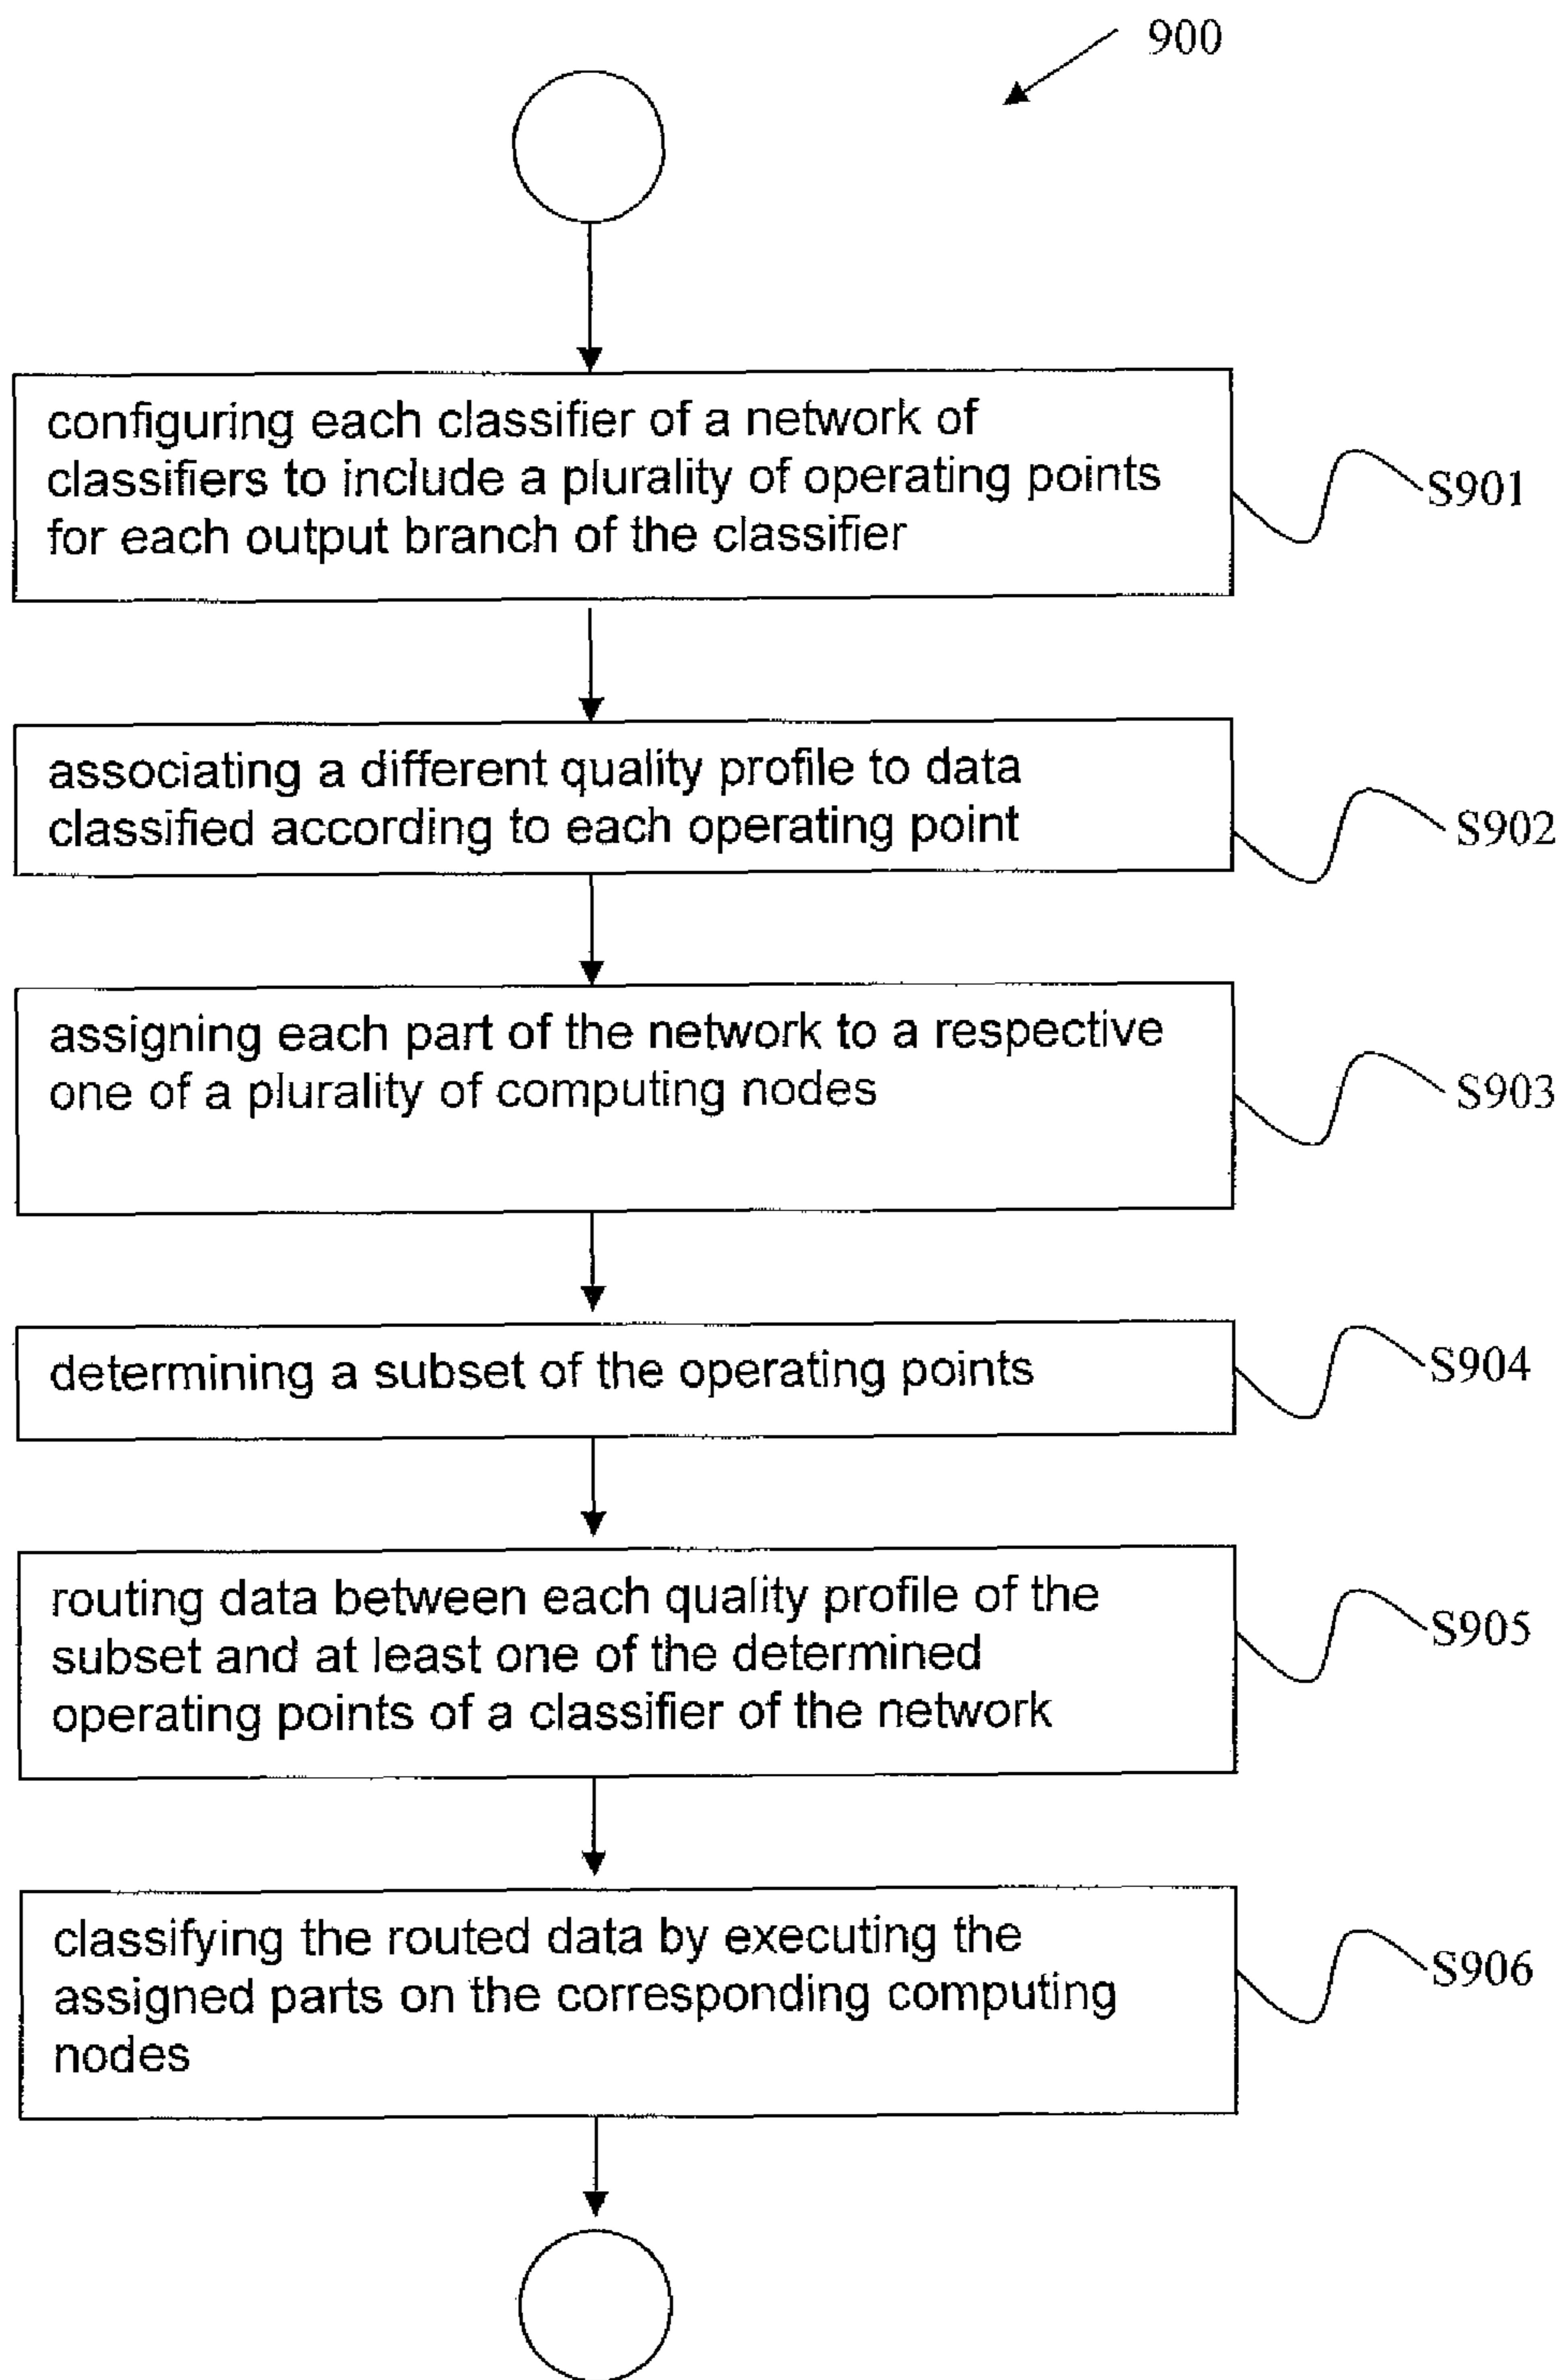 900
configuring each classifier of a network of
classifiers to include a plurality of operating points
for each output branch of the classifier
S901
associating a different quality profile to data
classified according to each operating point
S902
assigning each part of the network to a respective
one of a plurality of computing nodes
S903
determining a subset of the operating points
S904
routing data between each quality profile of the
subset and at least one of the determined
operating points of a classifier of the network
S905
classifying the routed data by executing the
assigned parts on the corresponding computing
nodes
S906